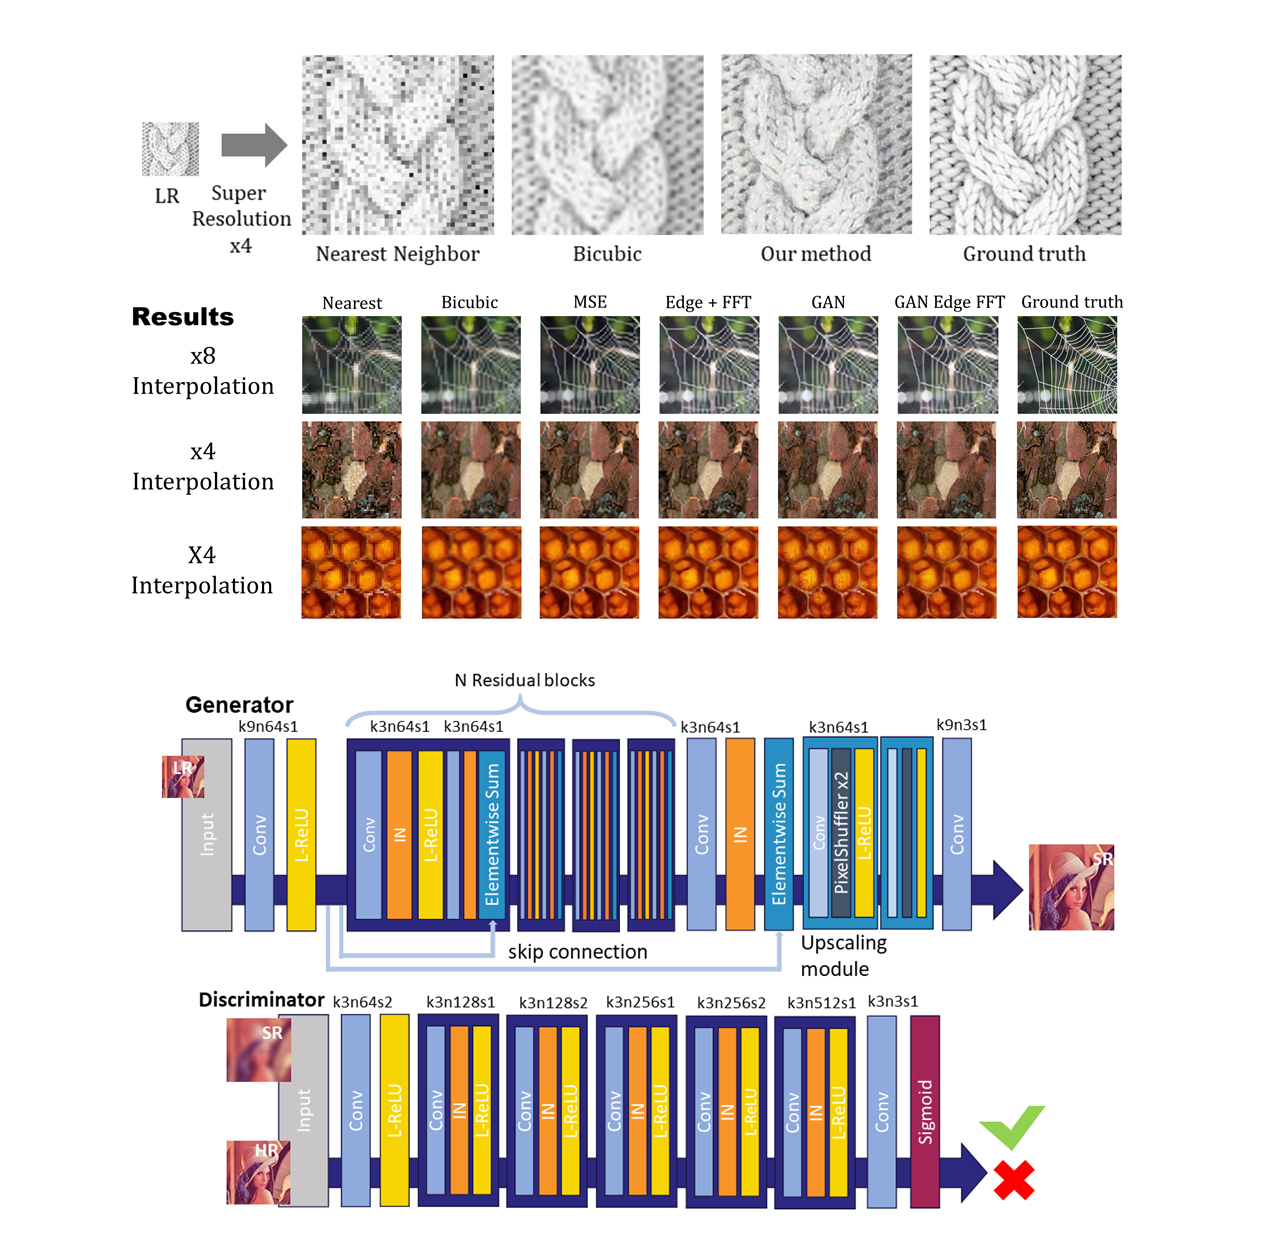 LR
Super
Resolution
x4
Nearest Neighbor
Bicubic
Our method
Ground truth
Results
Nearest
Bicubic
MSE
Edge + FFT
GAN
GAN Edge FFT
Ground truth
x8
Interpolation
x4
Interpolation
X4
Interpolation
N Residual blocks
Generator
k9n64s1
k3n64s1
k3n64s1
k3n64s1
k3n64s1
k9n3s1
LR
Input
Conv
L-ReLU
Conv
IN
L-ReLU
Elementwise Sum
Conv
IN
Elementwise Sum
Conv
PixelShuffler x2
L-ReLU
Conv
SR
skip connection
Upscaling
module
Discriminator
k3n64s2
k3n128s1
k3n128s2
k3n256s1
k3n256s2
k3n512s1
k3n3s1
SR
HR
Input
Conv
L-ReLU
Conv
IN
L-ReLU
Conv
IN
L-ReLU
Conv
IN
L-ReLU
Conv
IN
L-ReLU
Conv
IN
L-ReLU
Conv
Sigmoid